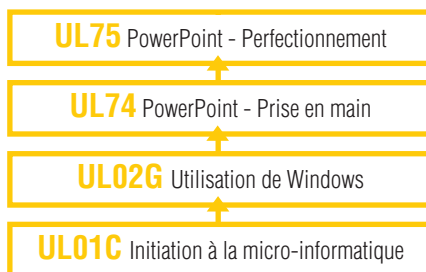 UL75 PowerPoint - Perfectionnement
UL74 PowerPoint - Prise en main
UL02G Utilisation de Windows
UL01C Initiation à la micro-informatique